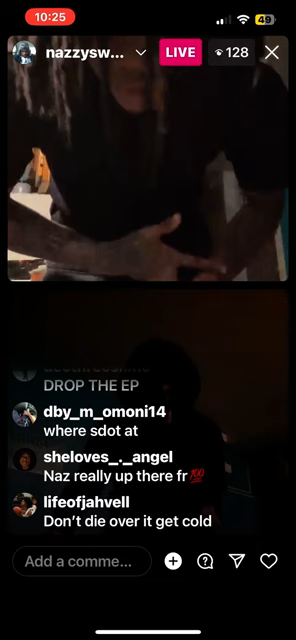 10:25
49
nazzysw...
LIVE
128
DROP THE EP
dby_m_omoni14
where sdot at
sheloves_._angel
Naz really up there fr 💯
lifeofjahvell
Don't die over it get cold
Add a comme...